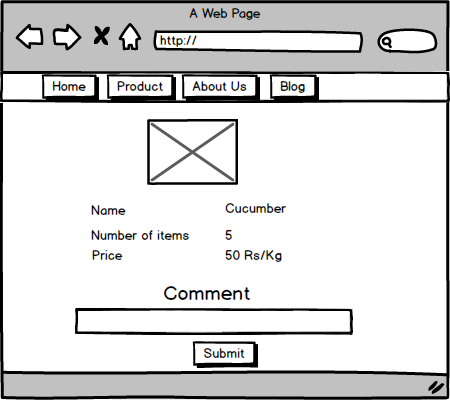 A Web Page
http://
Home Product About Us Blog
Name Cucumber
Number of items 5
Price 50 Rs/Kg
Comment
Submit